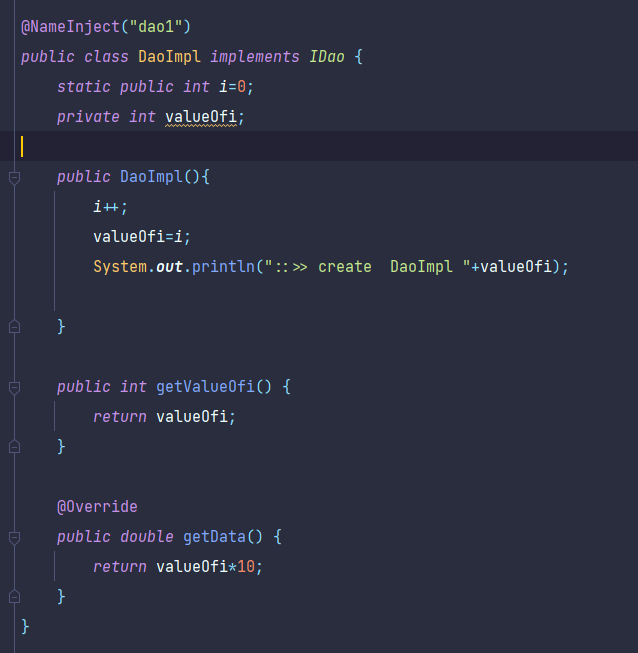 @NameInject("dao1")
public class DaoImpl implements IDao {
    static public int i=0;
    private int valueOfi;
    public DaoImpl(){
        i++;
        valueOfi=i;
        System.out.println("::>> create  DaoImpl "+valueOfi);
    }
    public int getValueOfi() {
        return valueOfi;
    }
    @Override
    public double getData() {
        return valueOfi*10;
    }
}